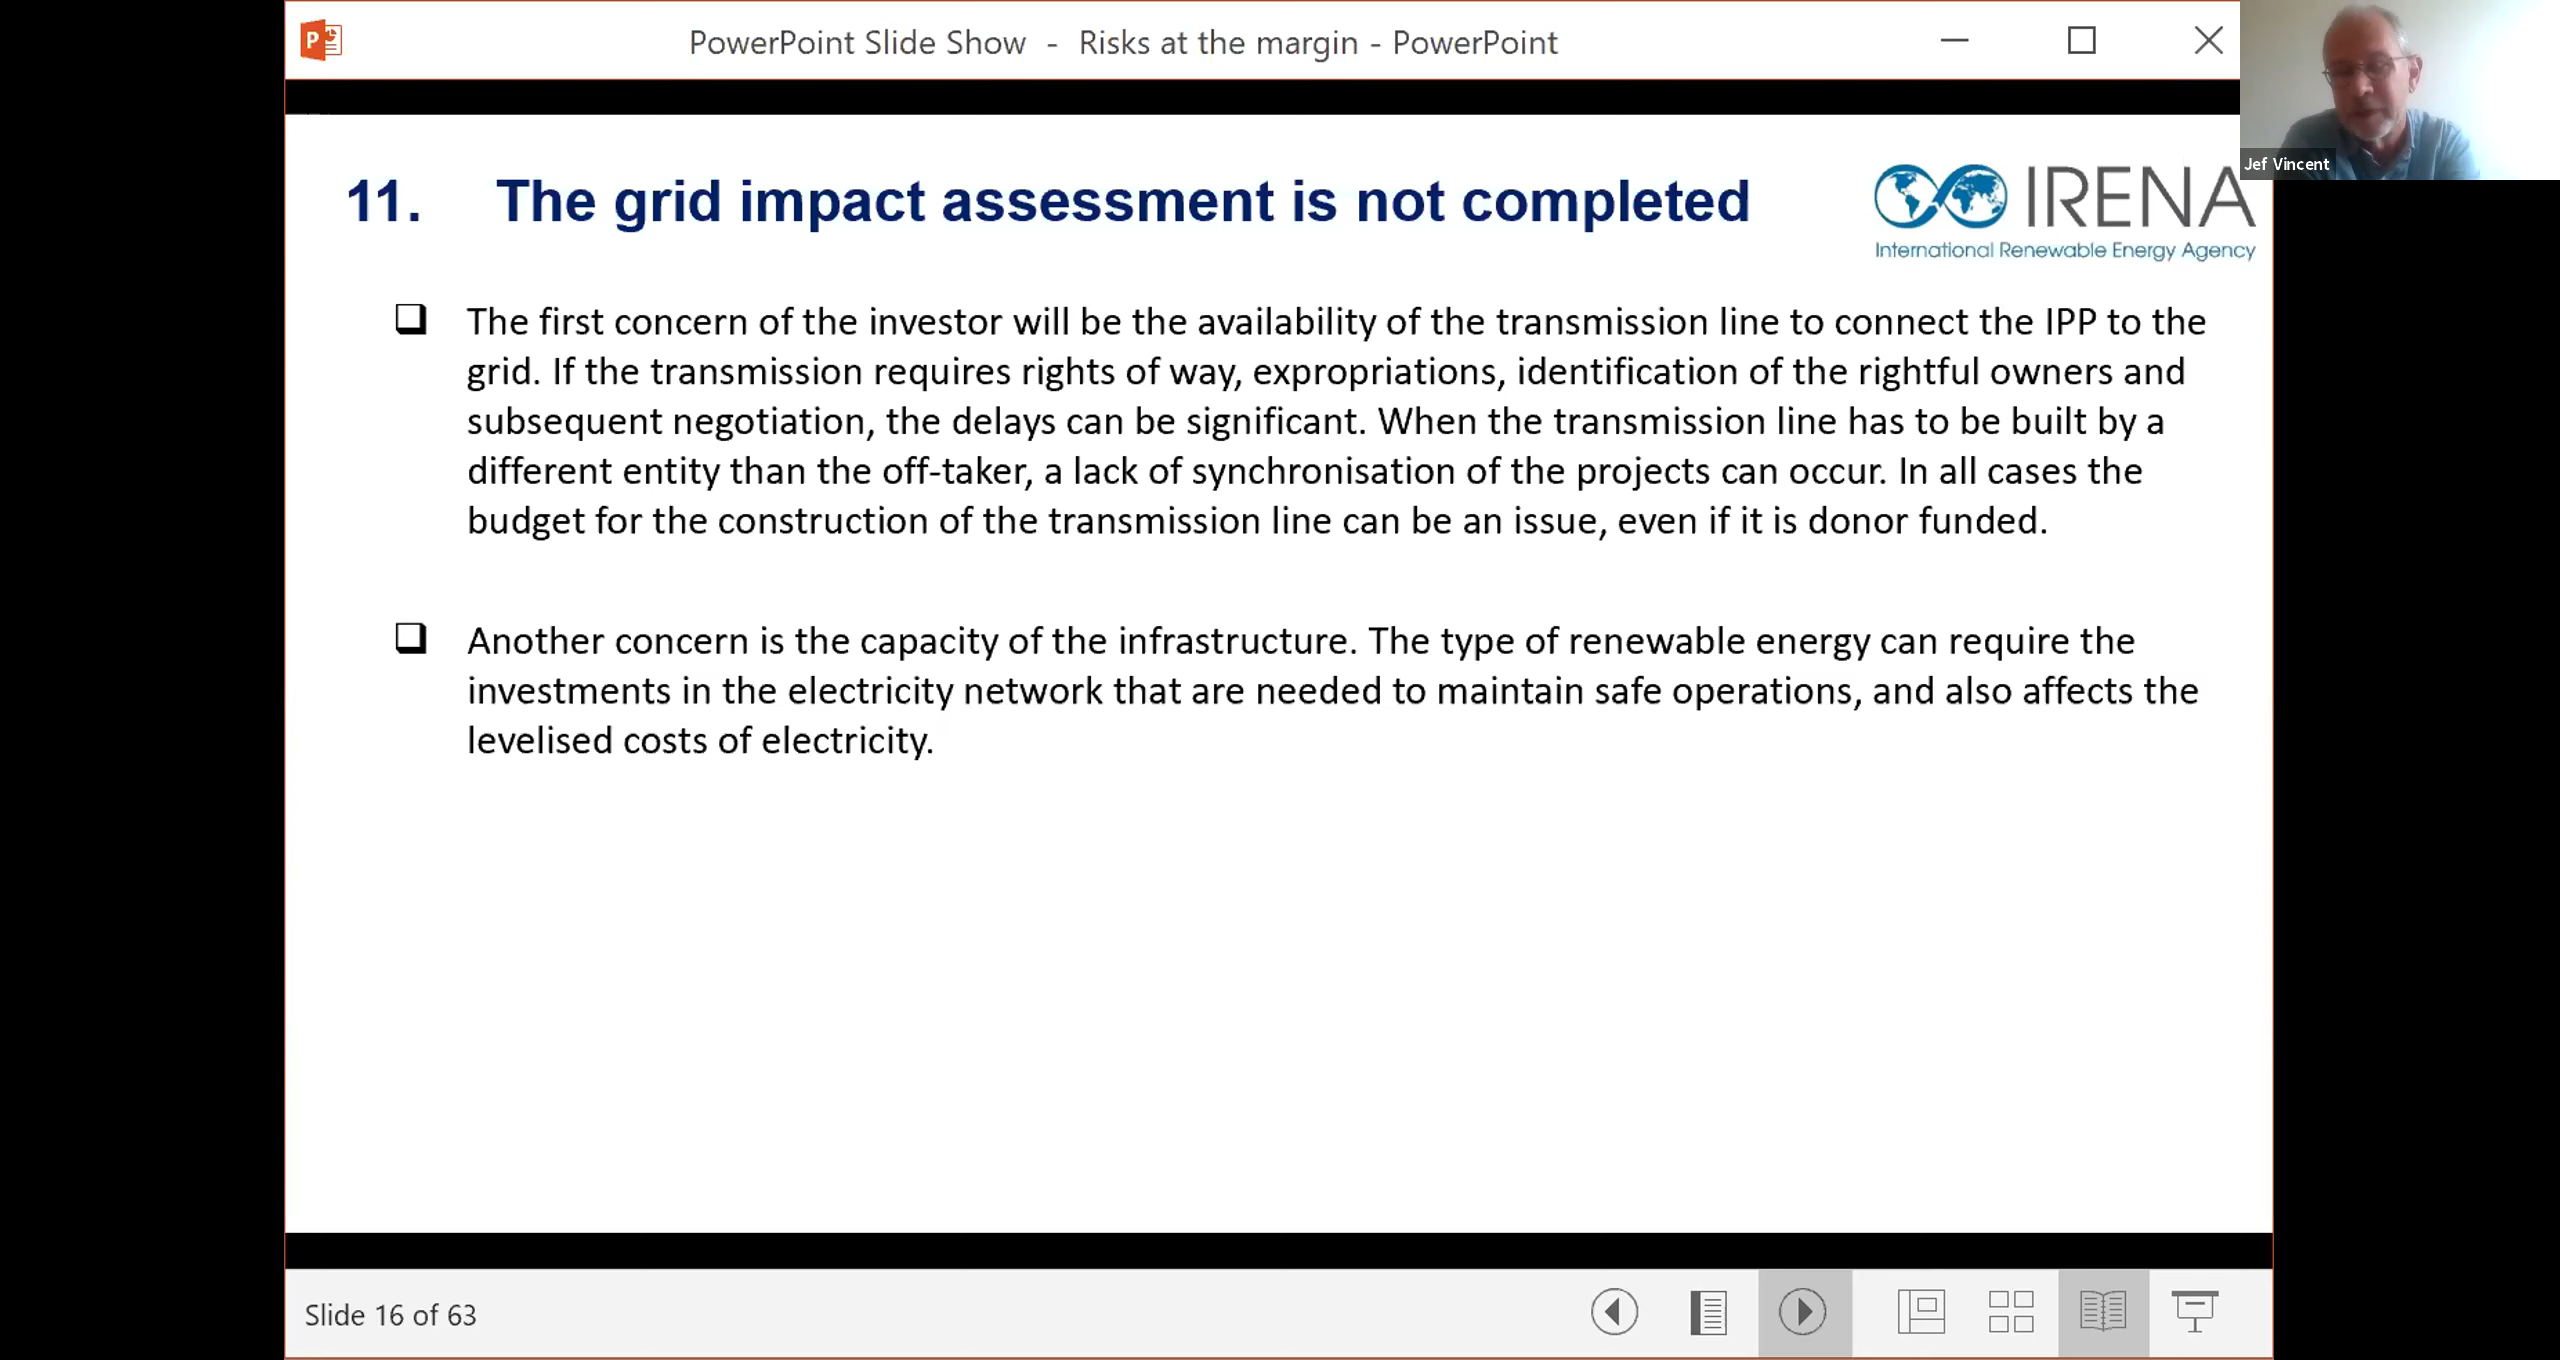 PowerPoint Slide Show - Risks at the margin - PowerPoint
Jef Vincent
11. The grid impact assessment is not completed
IRENA
International Renewable Energy Agency
❑ The first concern of the investor will be the availability of the transmission line to connect the IPP to the
grid. If the transmission requires rights of way, expropriations, identification of the rightful owners and
subsequent negotiation, the delays can be significant. When the transmission line has to be built by a
different entity than the off-taker, a lack of synchronisation of the projects can occur. In all cases the
budget for the construction of the transmission line can be an issue, even if it is donor funded.
❑ Another concern is the capacity of the infrastructure. The type of renewable energy can require the
investments in the electricity network that are needed to maintain safe operations, and also affects the
levelised costs of electricity.
Slide 16 of 63